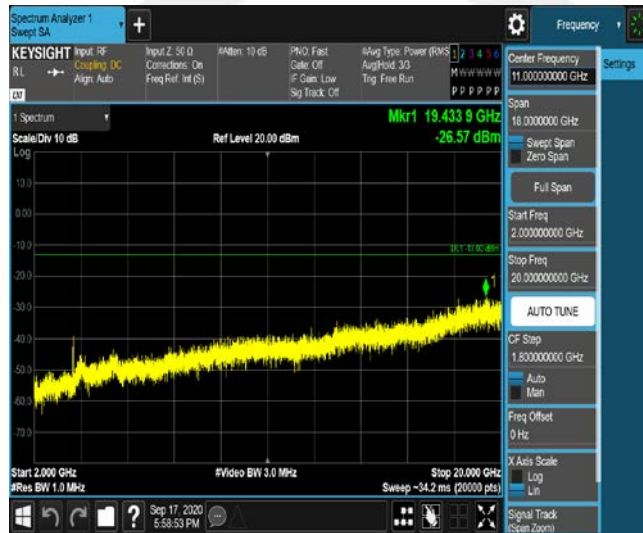 Spectrum Analyzer 1
Swept SA
+
Frequency
KEYSIGHT
RL
LXI
Input: RF
Coupling: DC
Align: Auto
Input Z: 50 Ω
Corrections: On
Freq Ref: Int (S)
#Atten: 10 dB
PNO: Fast
Gate: Off
IF Gain: Low
Sig Track: Off
#Avg Type: Power (RMS
Avg|Hold: 3/3
Trig: Free Run
1 2 3 4 5 6
M W W W W W
P P P P P P
1 Spectrum
Scale/Div 10 dB
Log
Ref Level 20.00 dBm
Mkr1 19.433 9 GHz
-26.57 dBm
10.0
0.00
-10.0
-20.0
-30.0
-40.0
-50.0
-60.0
-70.0
DL1 -13.00 dBm
1
Start 2.000 GHz
#Res BW 1.0 MHz
#Video BW 3.0 MHz
Stop 20.000 GHz
Sweep ~34.2 ms (20000 pts)
Sep 17, 2020
5:58:53 PM
?
Center Frequency
11.000000000 GHz
Span
18.0000000 GHz
Swept Span
Zero Span
Full Span
Start Freq
2.000000000 GHz
Stop Freq
20.000000000 GHz
AUTO TUNE
CF Step
1.800000000 GHz
Auto
Man
Freq Offset
0 Hz
X Axis Scale
Log
Lin
Signal Track
(Span Zoom)
Settings